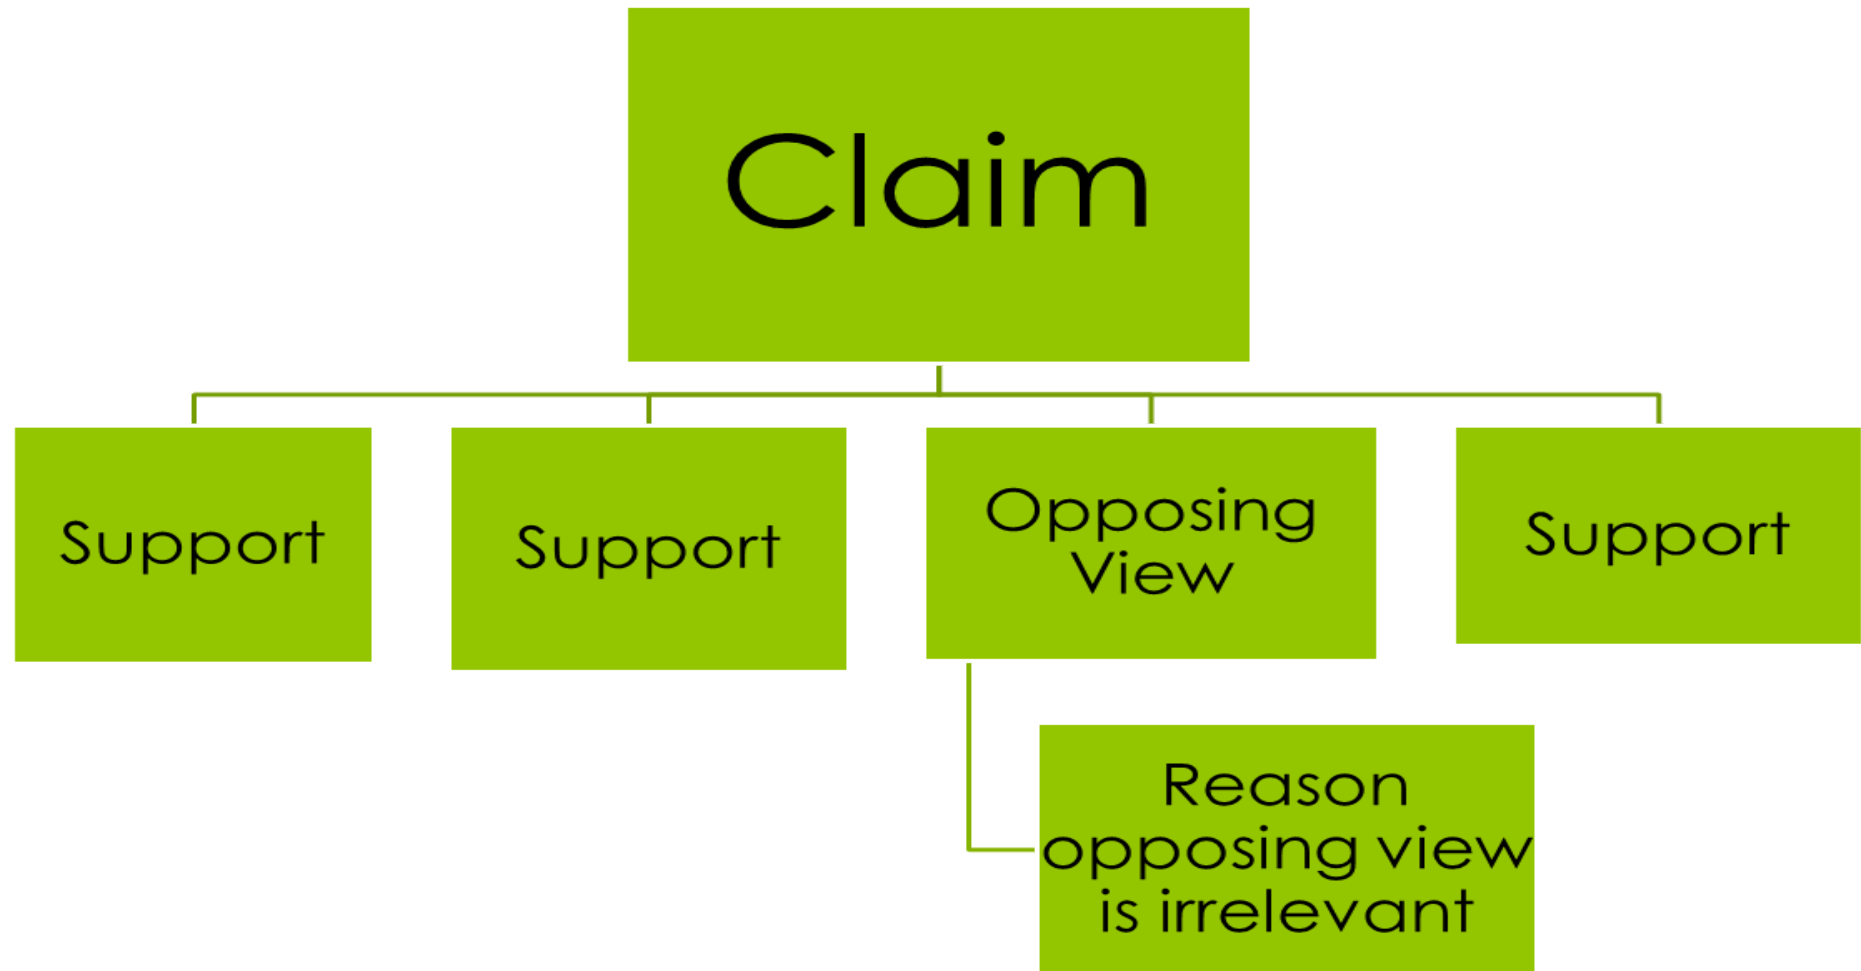 Claim
Support
Support
Opposing
View
Support
Reason
opposing view
is irrelevant